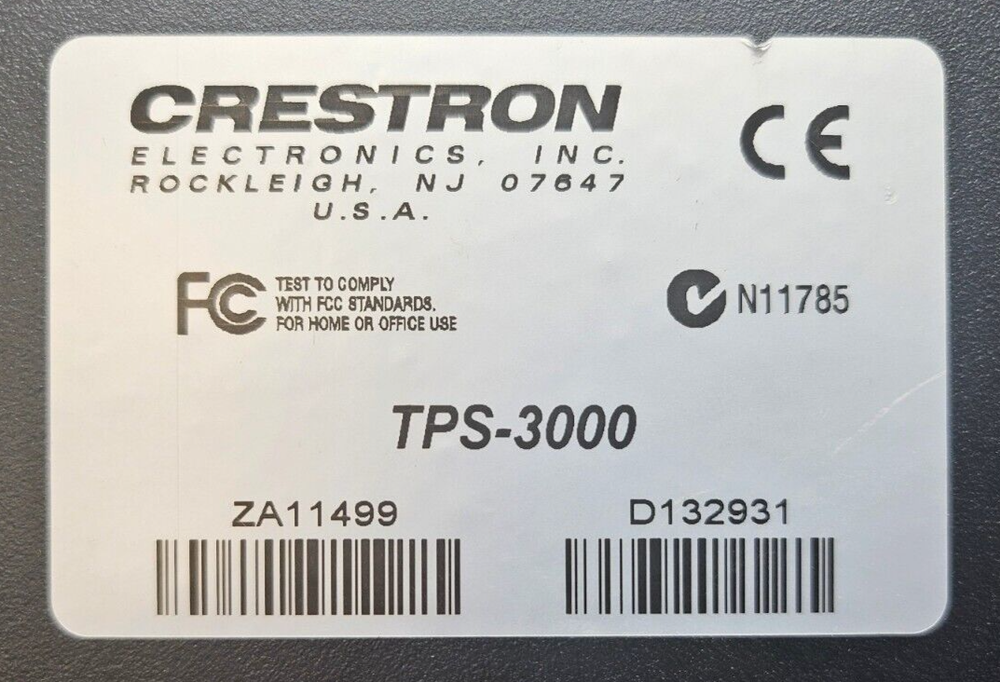 CRESTRON
ELECTRONICS, INC.
ROCKLEIGH, NJ 07647
U.S.A.
CE
FC
TEST TO COMPLY
WITH FCC STANDARDS.
FOR HOME OR OFFICE USE
N11785
TPS-3000
ZA11499
D132931